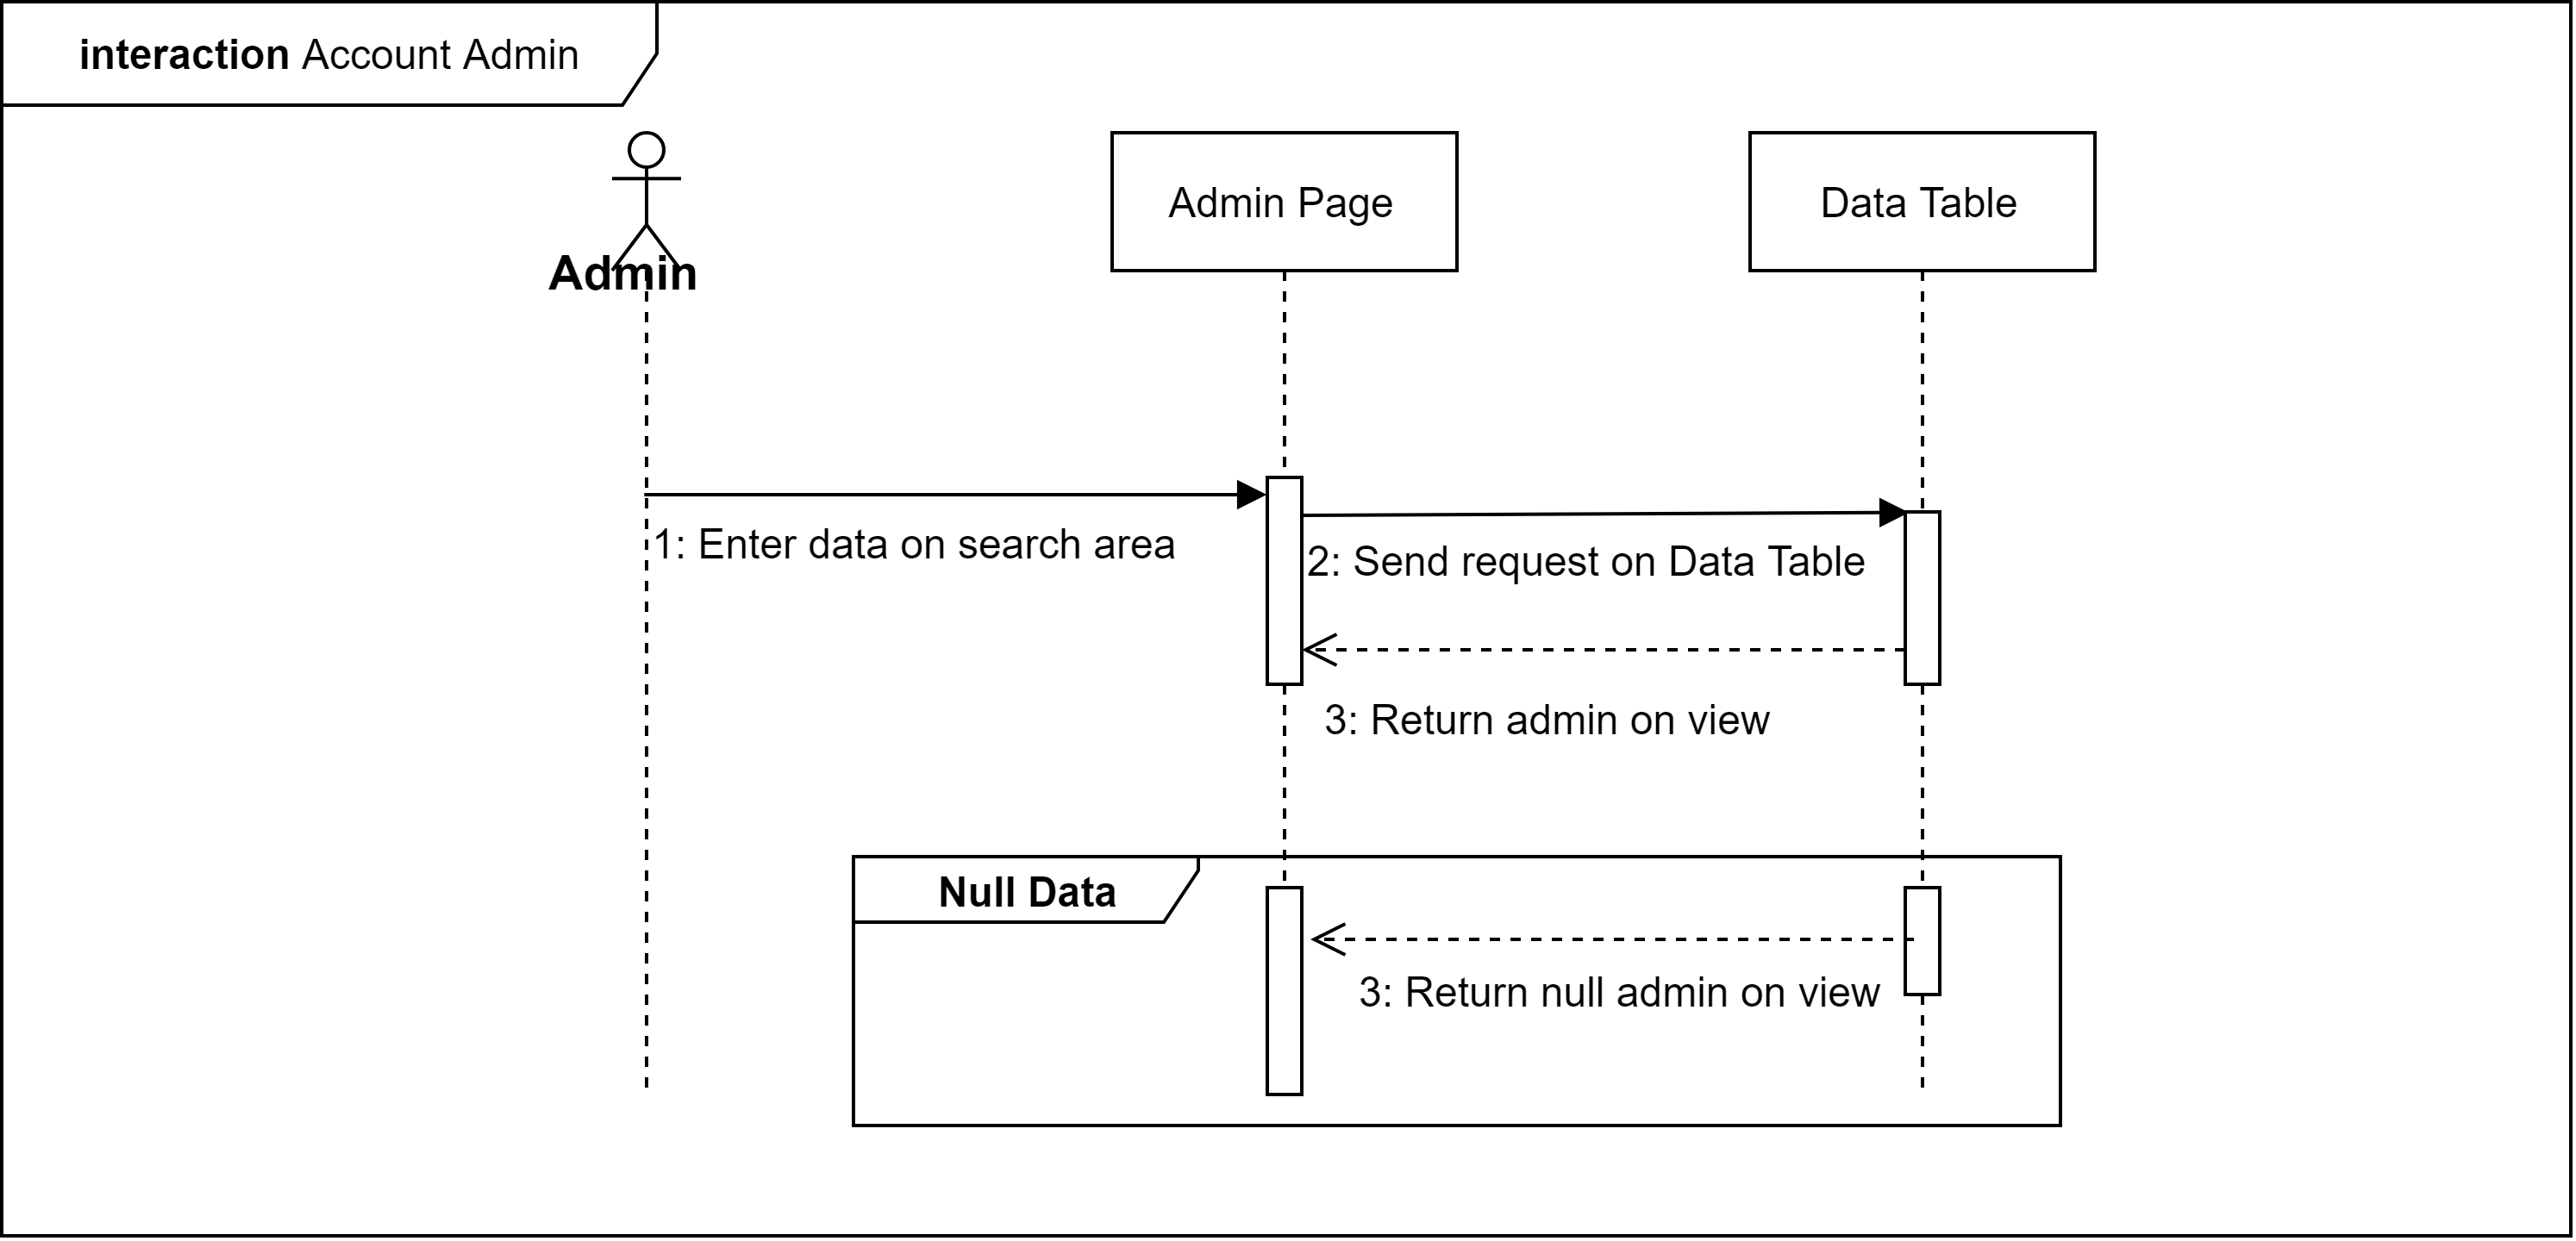 interaction Account Admin
Admin
Admin Page
Data Table
1: Enter data on search area
2: Send request on Data Table
3: Return admin on view
Null Data
3: Return null admin on view